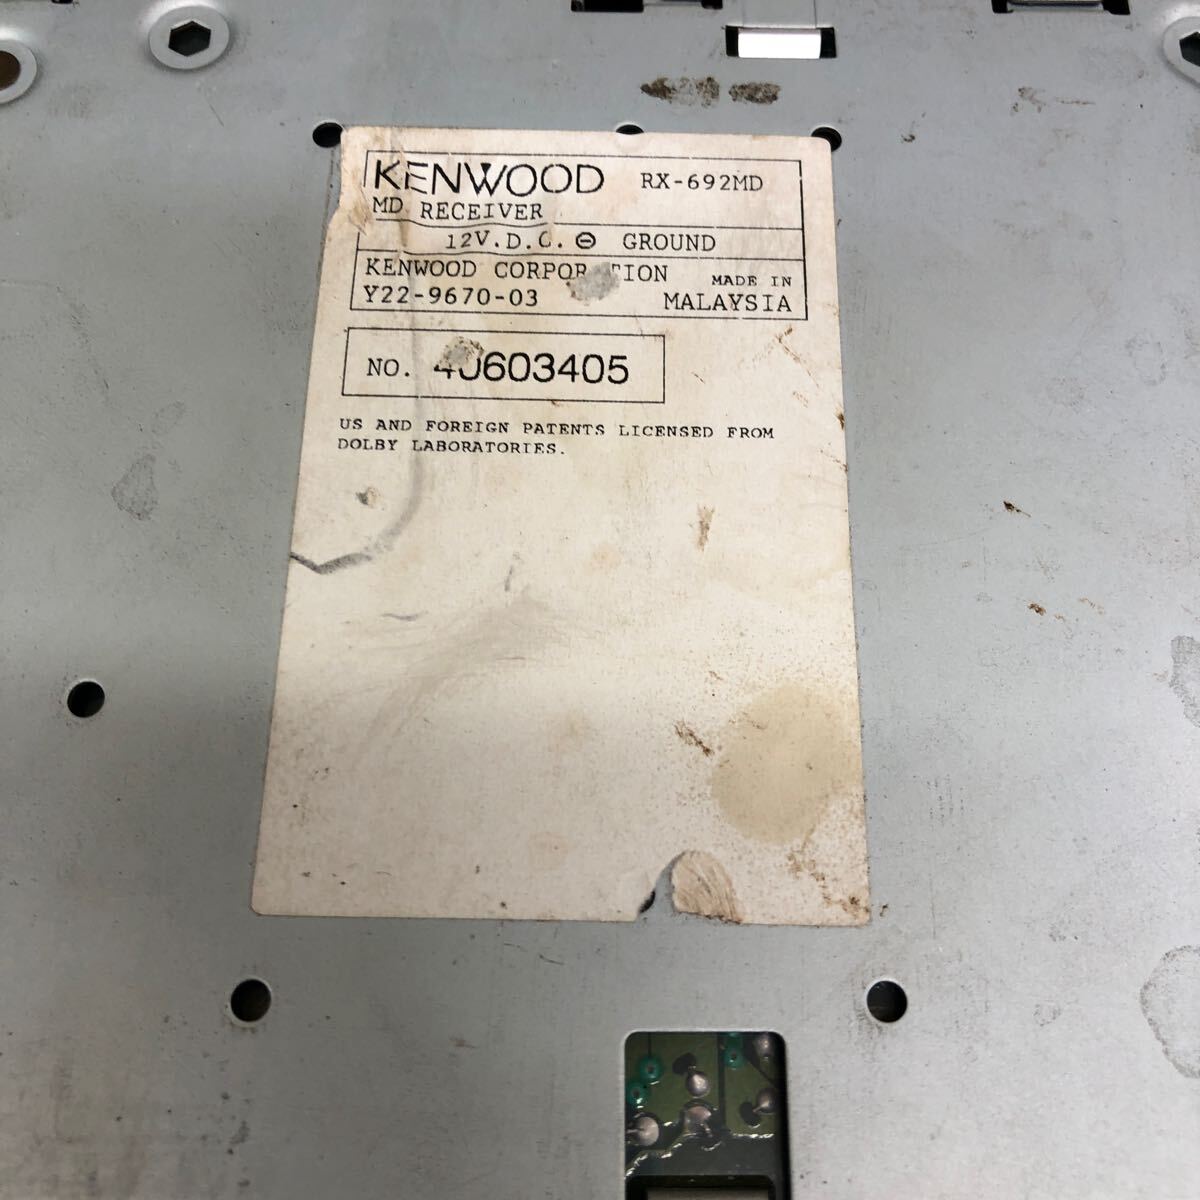 KENWOOD RX-692MD
MD RECEIVER
12V.D.C. ⊖ GROUND
KENWOOD CORPORATION MADE IN
Y22-9670-03 MALAYSIA
NO. 40603405
US AND FOREIGN PATENTS LICENSED FROM
DOLBY LABORATORIES.